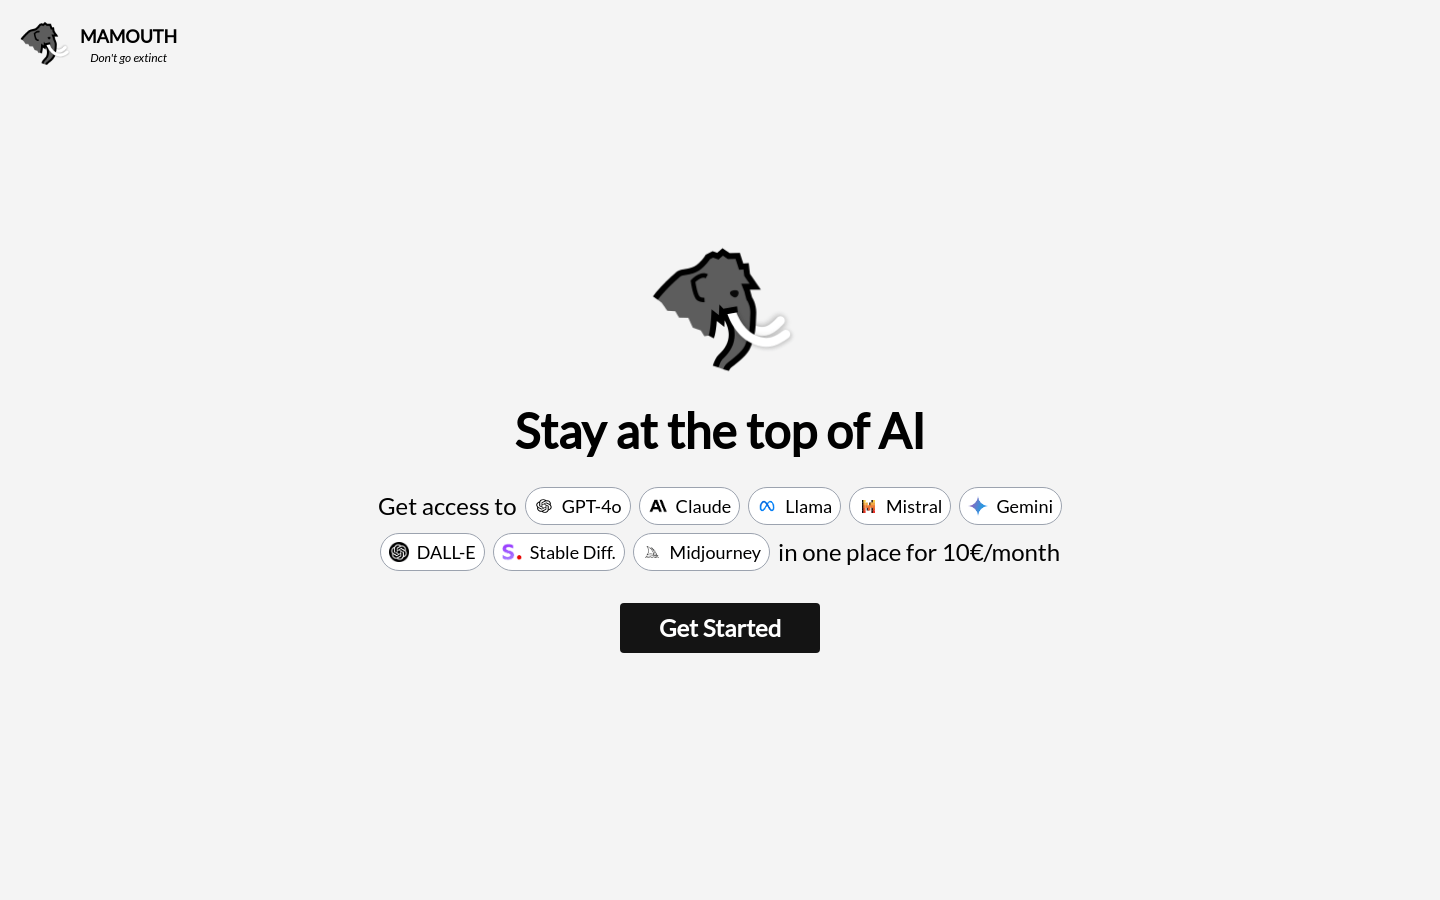 MAMOUTH
Don't go extinct
Stay at the top of AI
Get access to GPT-4o Claude Llama Mistral Gemini
DALL-E Stable Diff. Midjourney in one place for 10€/month
Get Started